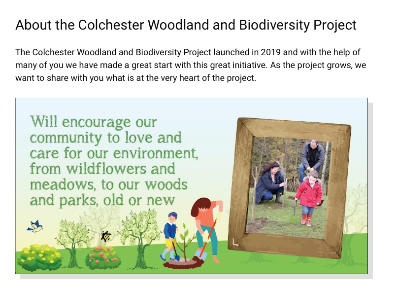 About the Colchester Woodland and Biodiversity Project
The Colchester Woodland and Biodiversity Project launched in 2019 and with the help of
many of you we have made a great start with this great initiative. As the project grows, we
want to share with you what is at the very heart of the project.
Will encourage our
community to love and
care for our environment,
from wildflowers and
meadows, to our woods
and parks, old or new